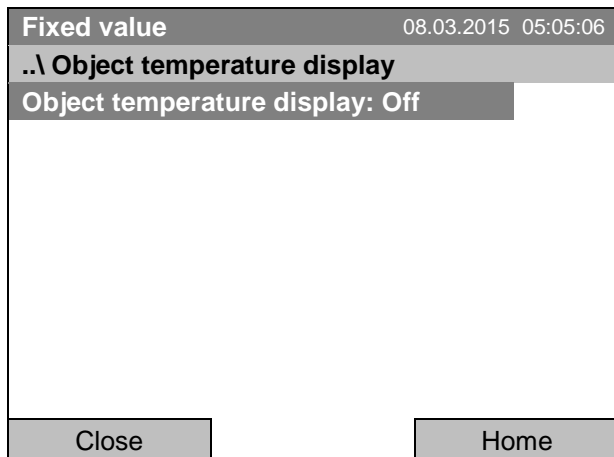 Fixed value 08.03.2015 05:05:06
..\ Object temperature display
Object temperature display: Off
Close Home